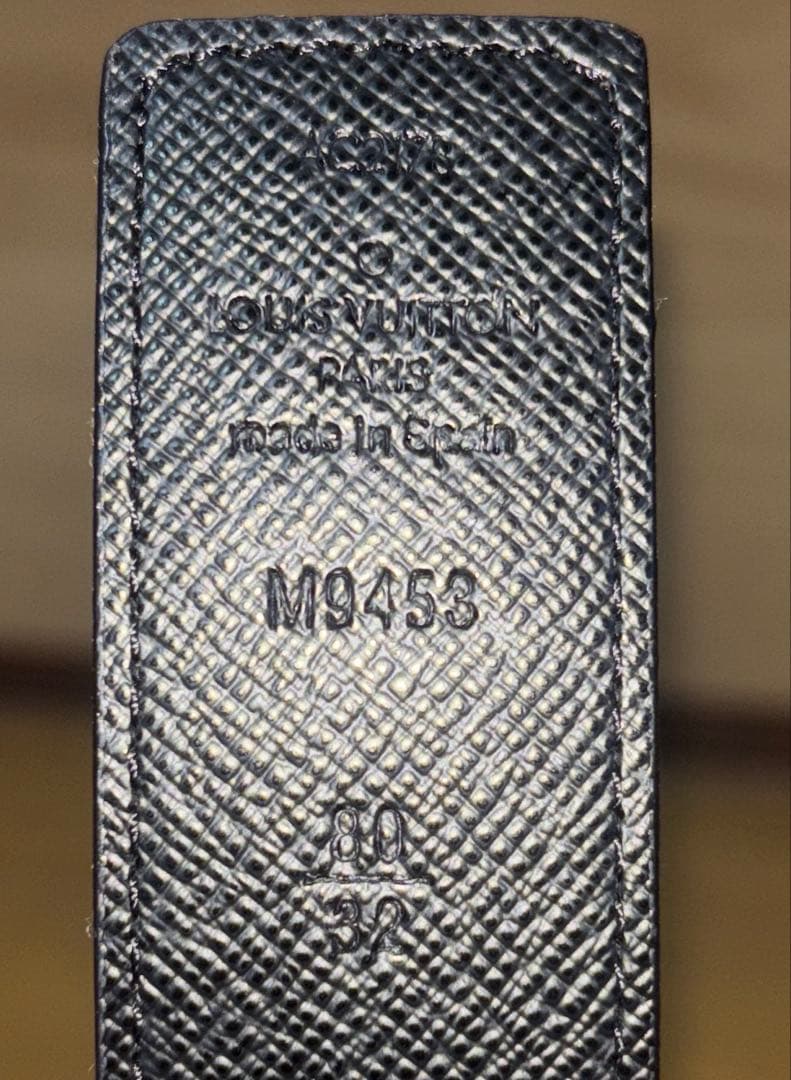 LOUIS VUITTON
PARIS
made in Spain
M9453
80
32